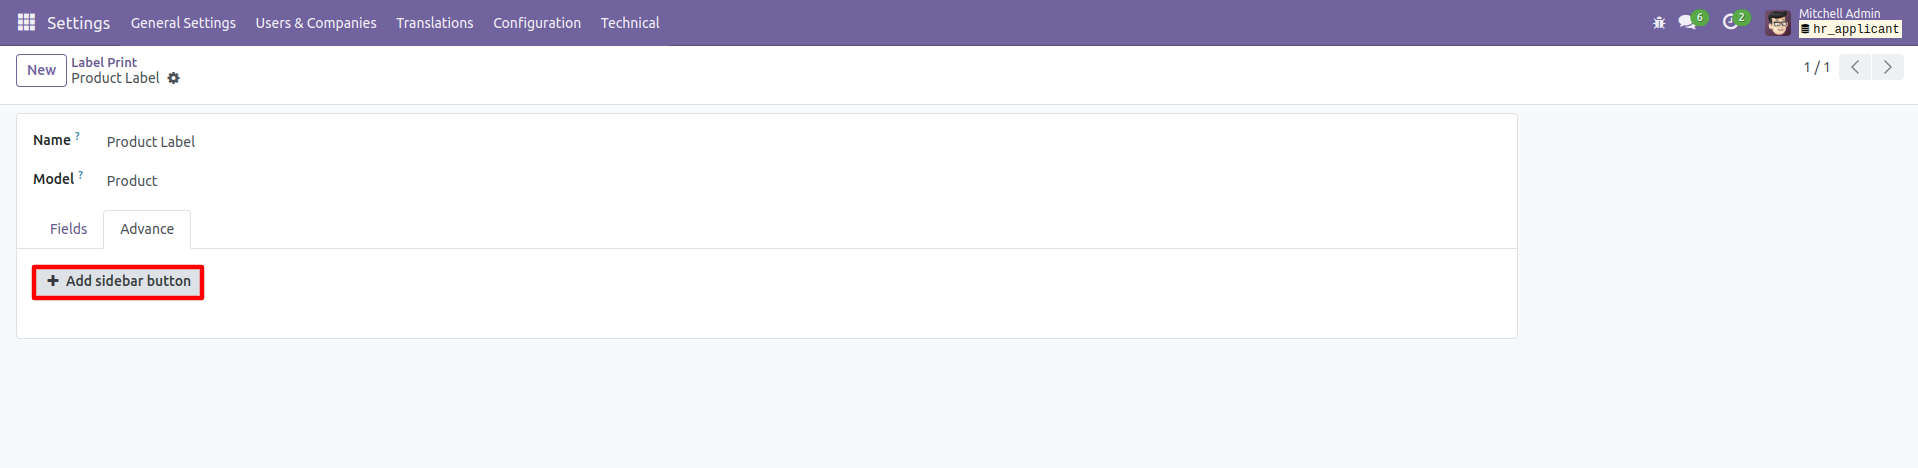 Settings General Settings Users & Companies Translations Configuration Technical 6 2 Mitchell Admin
hr_applicant
New Label Print
Product Label
1 / 1
Name ? Product Label
Model ? Product
Fields Advance
+ Add sidebar button